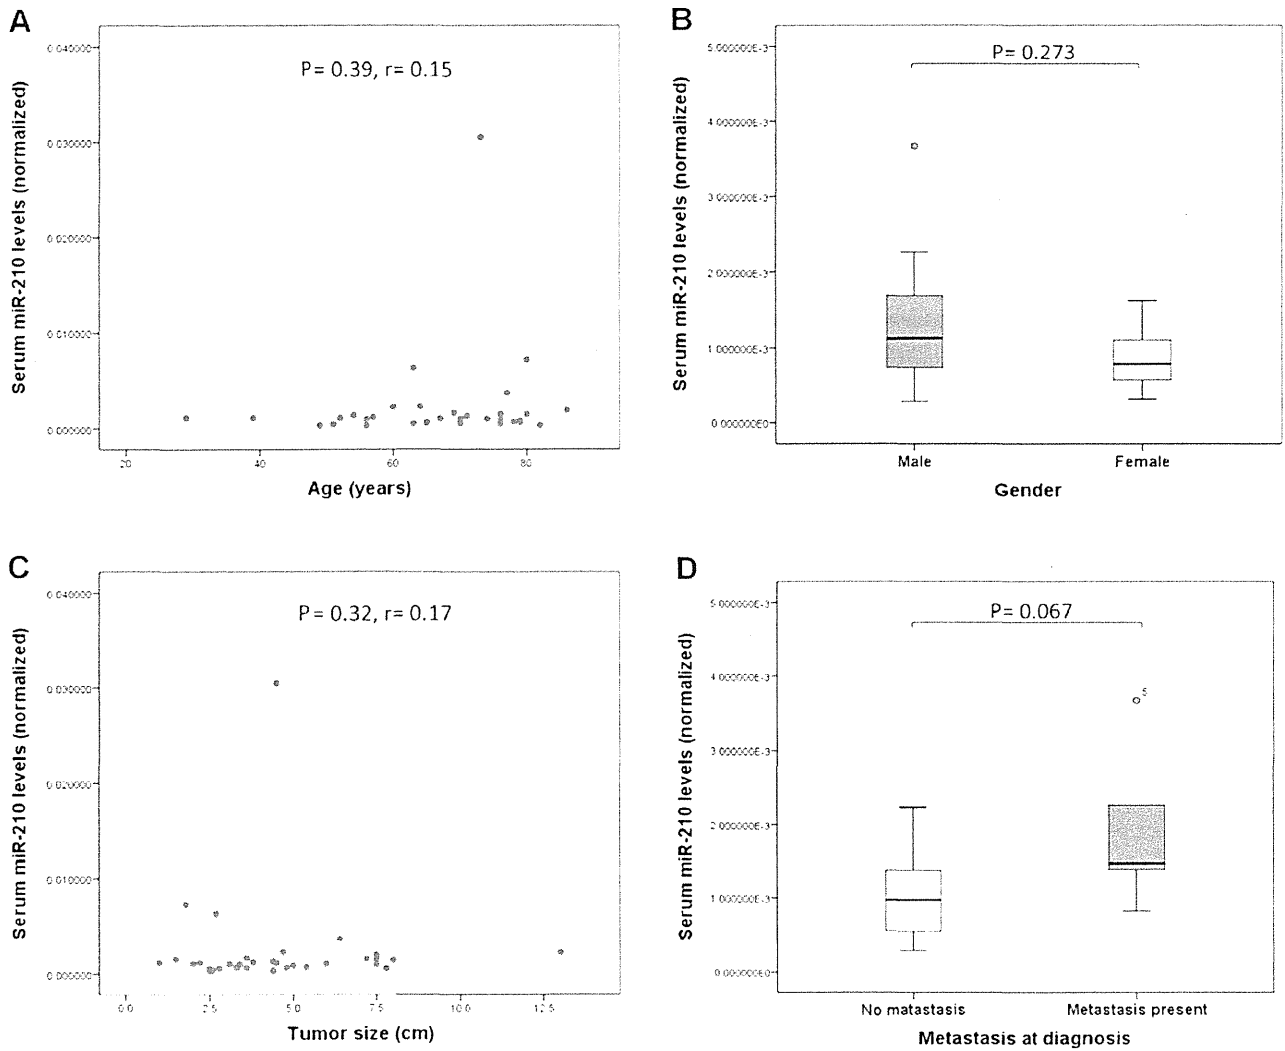 A
Serum miR-210 levels (normalized)
0.040000
0.030000
0.020000
0.010000
0.000000
P= 0.39, r= 0.15
20
40
60
80
Age (years)
B
Serum miR-210 levels (normalized)
5.000000E-3
4.000000E-3
3.000000E-3
2.000000E-3
1.000000E-3
0.000000E0
P= 0.273
Male
Female
Gender
C
Serum miR-210 levels (normalized)
0.040000
0.030000
0.020000
0.010000
0.000000
P= 0.32, r= 0.17
0.0
2.5
5.0
7.5
10.0
12.5
Tumor size (cm)
D
Serum miR-210 levels (normalized)
5.000000E-3
4.000000E-3
3.000000E-3
2.000000E-3
1.000000E-3
0.000000E0
P= 0.067
5
No matastasis
Metastasis present
Metastasis at diagnosis